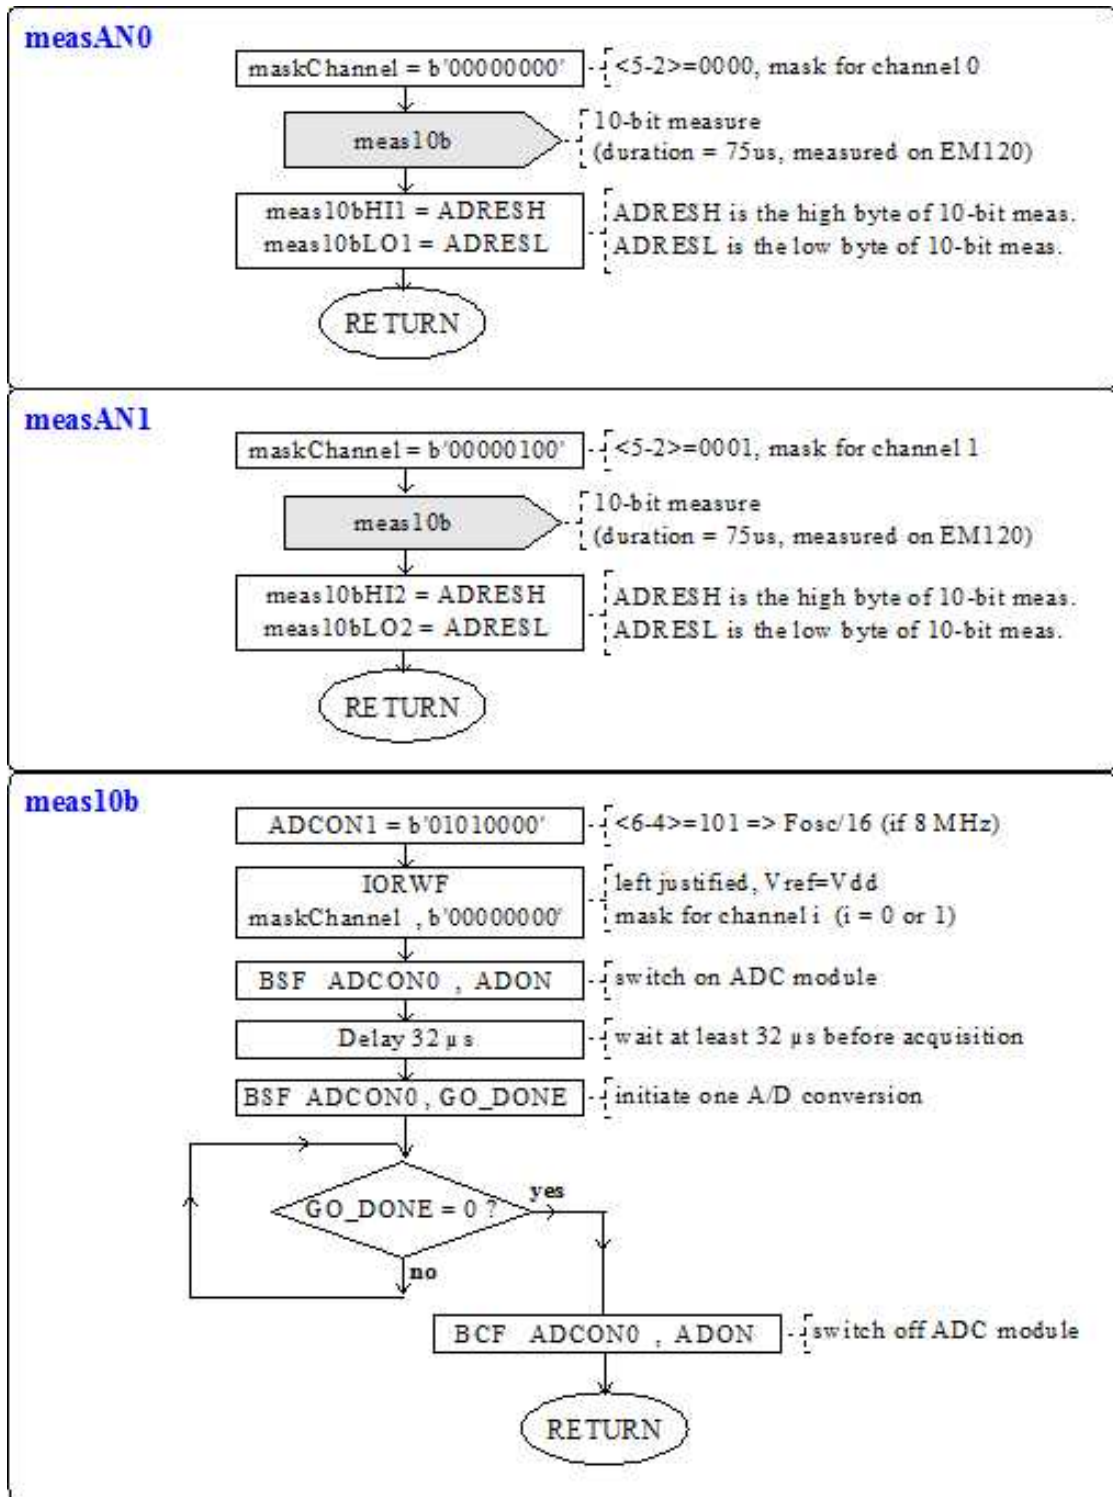 measAN0
maskChannel = b'00000000'
<5-2>=0000, mask for channel 0
meas10b
10-bit measure
(duration = 75us, measured on EM120)
meas10bHI1 = ADRESH
meas10bLO1 = ADRESL
ADRESH is the high byte of 10-bit meas.
ADRESL is the low byte of 10-bit meas.
RETURN
measAN1
maskChannel = b'00000100'
<5-2>=0001, mask for channel 1
meas10b
10-bit measure
(duration = 75us, measured on EM120)
meas10bHI2 = ADRESH
meas10bLO2 = ADRESL
ADRESH is the high byte of 10-bit meas.
ADRESL is the low byte of 10-bit meas.
RETURN
meas10b
ADCON1 = b'01010000'
<6-4>=101 => Fosc/16 (if 8 MHz)
IORWF
maskChannel , b'00000000'
left justified, Vref=Vdd
mask for channel i (i = 0 or 1)
BSF ADCON0 , ADON
switch on ADC module
Delay 32 µs
wait at least 32 µs before acquisition
BSF ADCON0, GO_DONE
initiate one A/D conversion
GO_DONE = 0 ?
yes
no
BCF ADCON0 , ADON
switch off ADC module
RETURN